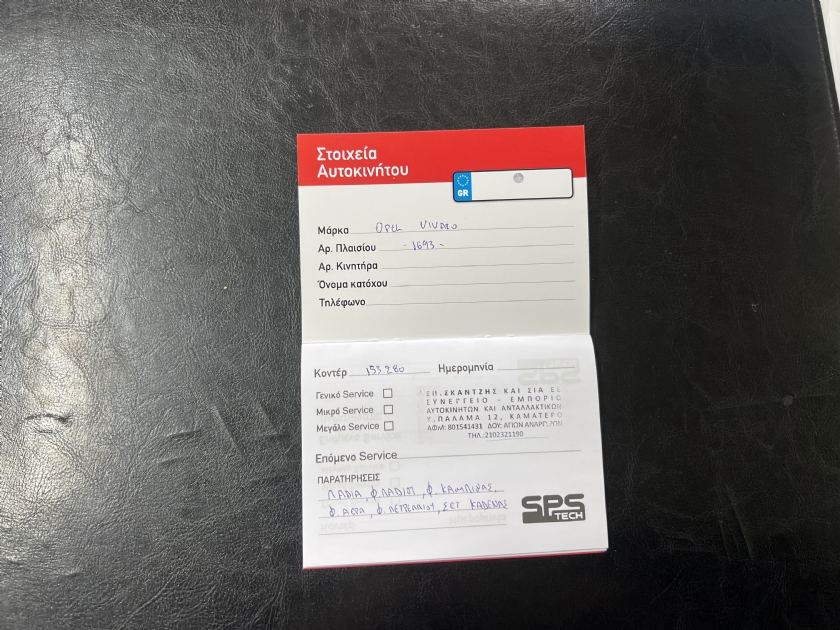 Στοιχεία
Αυτοκινήτου
GR
Μάρκα OPEL VIVARO
Αρ. Πλαισίου -1693-
Αρ. Κινητήρα
Όνομα κατόχου
Τηλέφωνο
Κοντέρ 153.280 Ημερομηνία
Γενικό Service
Μικρό Service
Μεγάλο Service
ΣΠ. ΣΚΑΝΤΖΗΣ ΚΑΙ ΣΙΑ ΕΕ
ΣΥΝΕΡΓΕΙΟ - ΕΜΠΟΡΙΟ
ΑΥΤΟΚΙΝΗΤΩΝ ΚΑΙ ΑΝΤΑΛΛΑΚΤΙΚΩΝ
Κ. ΠΑΛΑΜΑ 12, ΚΑΜΑΤΕΡΟ
ΑΦΜ: 801541431 ΔΟΥ: ΑΓΙΩΝ ΑΝΑΡΓΥΡΩΝ
ΤΗΛ.:2102321190
Επόμενο Service
ΠΑΡΑΤΗΡΗΣΕΙΣ
ΛΑΔΙΑ, Φ. ΛΑΔΙΟΥ, Φ. ΚΑΜΠΙΝΑΣ,
Φ. ΑΕΡΑ, Φ. ΠΕΤΡΕΛΑΙΟΥ, ΣΕΤ ΚΑΔΕΝΑΣ
SPS
TECH